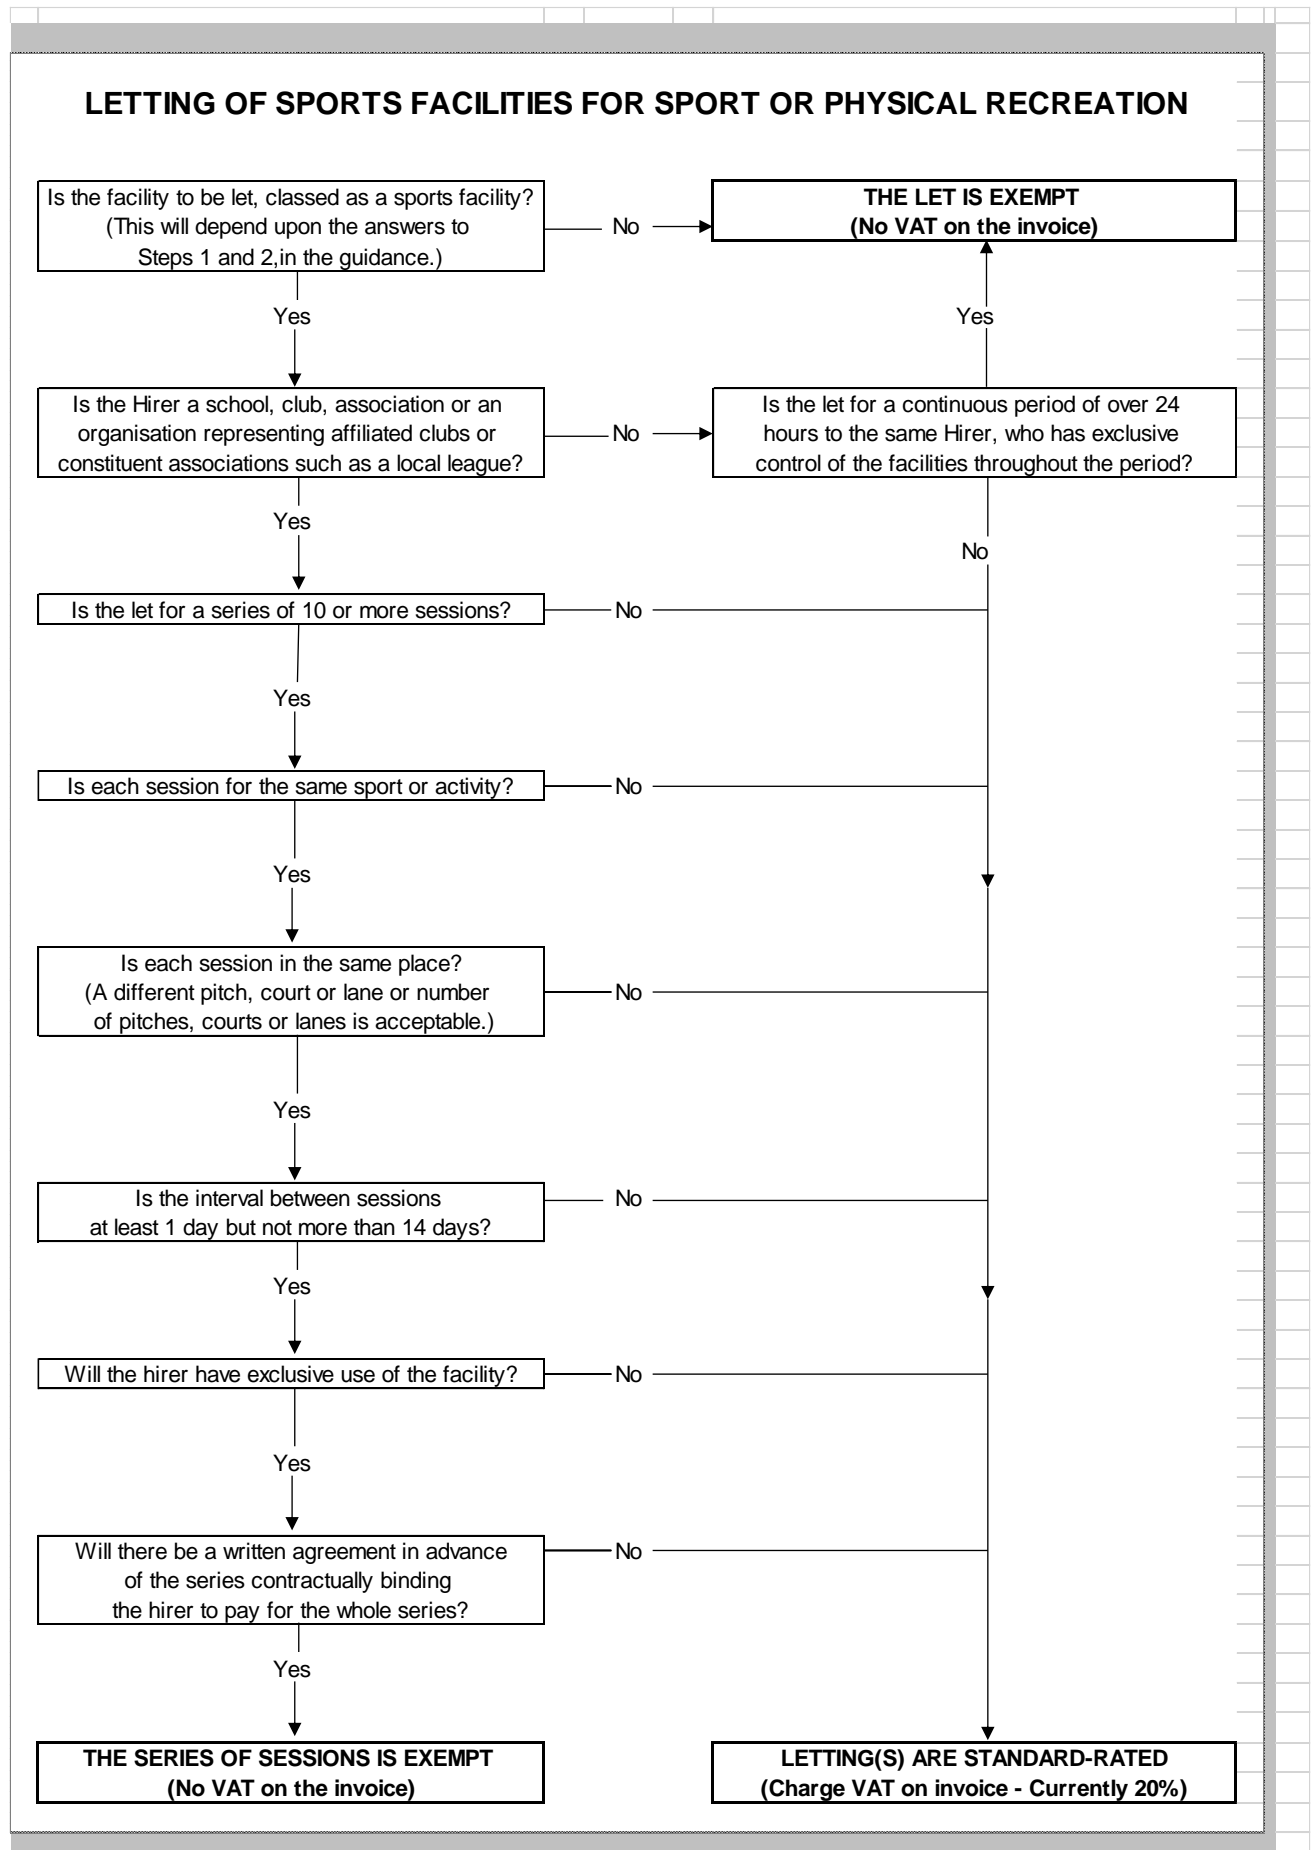 LETTING OF SPORTS FACILITIES FOR SPORT OR PHYSICAL RECREATION
Is the facility to be let, classed as a sports facility?
(This will depend upon the answers to
Steps 1 and 2,in the guidance.)
No
THE LET IS EXEMPT
(No VAT on the invoice)
Yes
Yes
Is the Hirer a school, club, association or an
organisation representing affiliated clubs or
constituent associations such as a local league?
No
Is the let for a continuous period of over 24
hours to the same Hirer, who has exclusive
control of the facilities throughout the period?
Yes
No
Is the let for a series of 10 or more sessions?
No
Yes
Is each session for the same sport or activity?
No
Yes
Is each session in the same place?
(A different pitch, court or lane or number
of pitches, courts or lanes is acceptable.)
No
Yes
Is the interval between sessions
at least 1 day but not more than 14 days?
No
Yes
Will the hirer have exclusive use of the facility?
No
Yes
Will there be a written agreement in advance
of the series contractually binding
the hirer to pay for the whole series?
No
Yes
THE SERIES OF SESSIONS IS EXEMPT
(No VAT on the invoice)
LETTING(S) ARE STANDARD-RATED
(Charge VAT on invoice - Currently 20%)